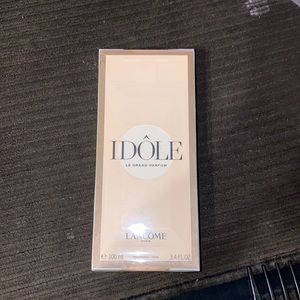 IDÔLE
LE GRAND PARFUM
LANCÔME
PARIS
e 100 ml 3.4 FL.OZ